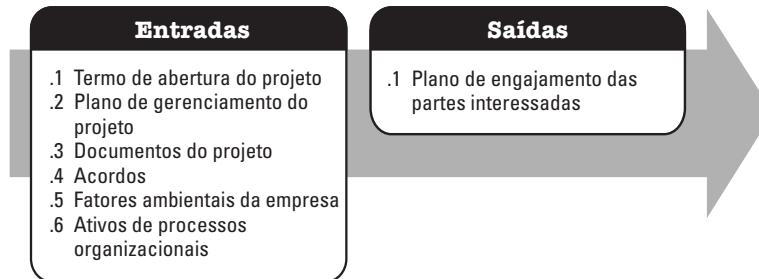 Entradas
.1 Termo de abertura do projeto
.2 Plano de gerenciamento do
projeto
.3 Documentos do projeto
.4 Acordos
.5 Fatores ambientais da empresa
.6 Ativos de processos
organizacionais
Saídas
.1 Plano de engajamento das
partes interessadas